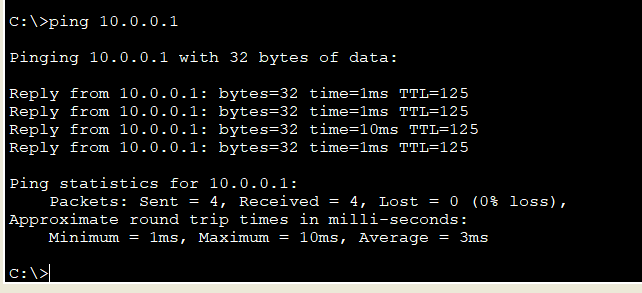 C:\>ping 10.0.0.1
Pinging 10.0.0.1 with 32 bytes of data:
Reply from 10.0.0.1: bytes=32 time=1ms TTL=125
Reply from 10.0.0.1: bytes=32 time=1ms TTL=125
Reply from 10.0.0.1: bytes=32 time=10ms TTL=125
Reply from 10.0.0.1: bytes=32 time=1ms TTL=125
Ping statistics for 10.0.0.1:
    Packets: Sent = 4, Received = 4, Lost = 0 (0% loss),
Approximate round trip times in milli-seconds:
    Minimum = 1ms, Maximum = 10ms, Average = 3ms
C:\>